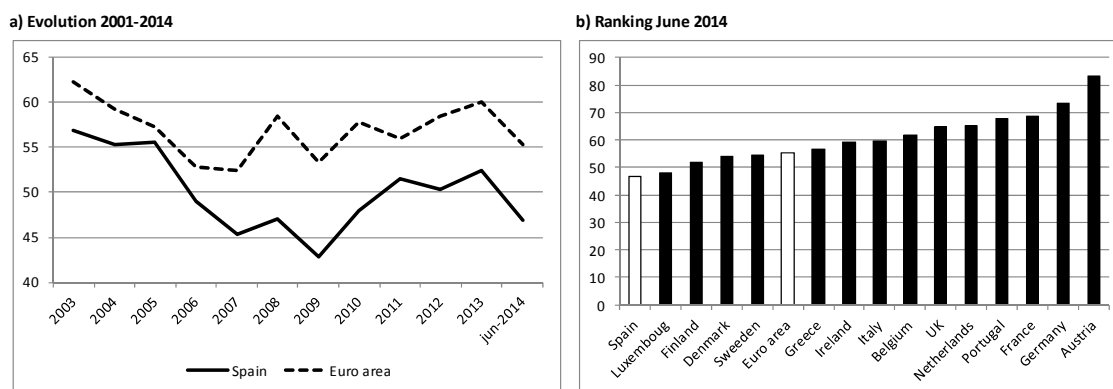 a) Evolution 2001-2014
65
60
55
50
45
40
2003
2004
2005
2006
2007
2008
2009
2010
2011
2012
2013
jun-2014
Spain
Euro area
b) Ranking June 2014
90
80
70
60
50
40
30
20
10
0
Spain
Luxemboug
Finland
Denmark
Sweden
Euro area
Greece
Ireland
Italy
Belgium
UK
Netherlands
Portugal
France
Germany
Austria